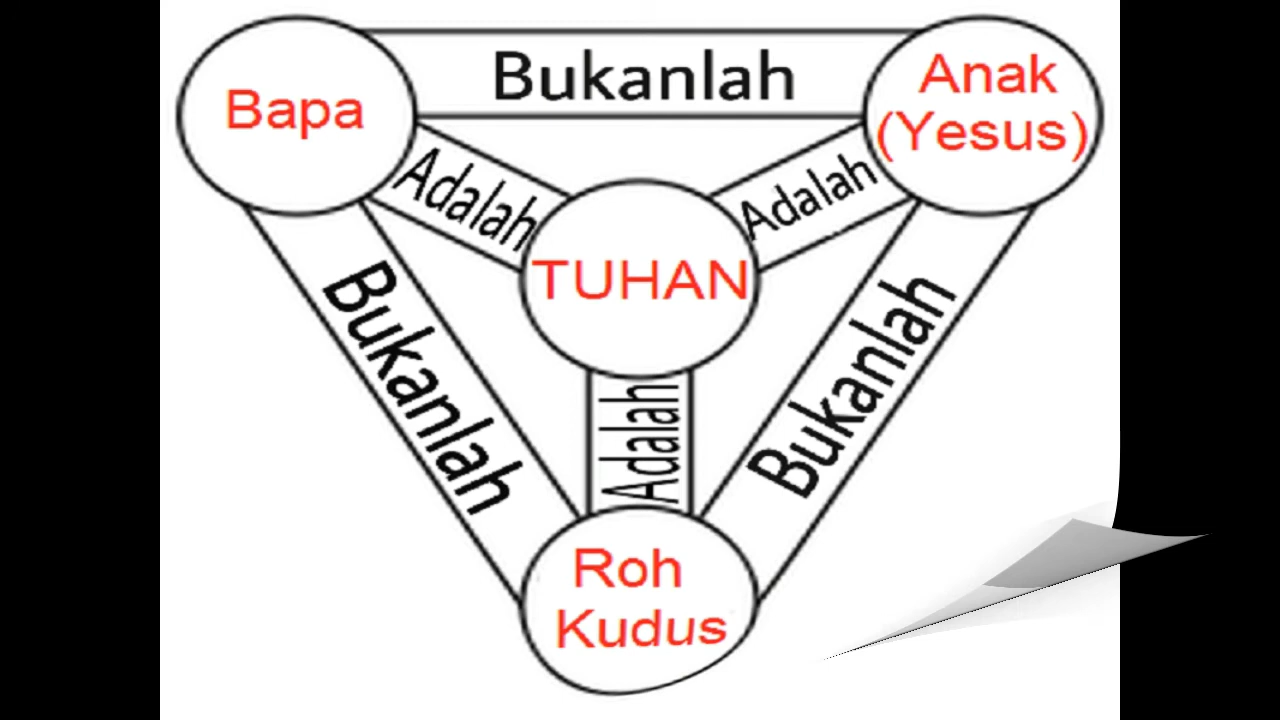 Bapa
Bukanlah
Anak
(Yesus)
Adalah
Adalah
TUHAN
Bukanlah
Adalah
Bukanlah
Roh
Kudus